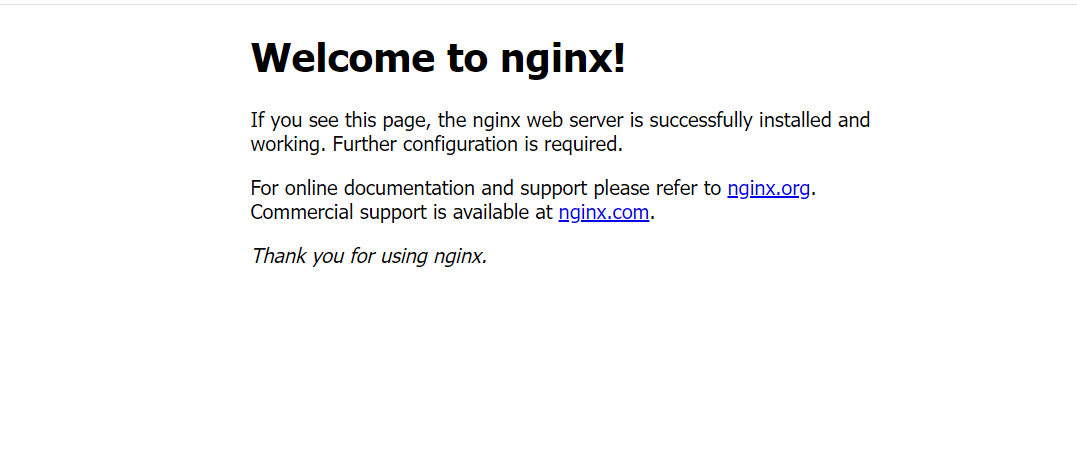 Welcome to nginx!
If you see this page, the nginx web server is successfully installed and
working. Further configuration is required.
For online documentation and support please refer to nginx.org.
Commercial support is available at nginx.com.
Thank you for using nginx.